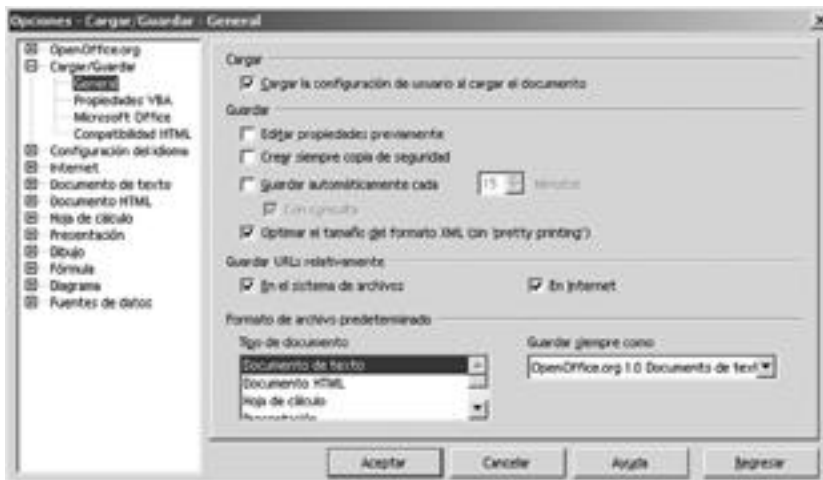 Opciones - Cargar/Guardar - General
OpenOffice.org
Cargar/Guardar
General
Propiedades VBA
Microsoft Office
Compatibilidad HTML
Configuración del idioma
Internet
Documento de texto
Documento HTML
Hoja de cálculo
Presentación
Dibujo
Fórmula
Diagrama
Fuentes de datos
Cargar
Cargar la configuración de usuario al cargar el documento
Guardar
Editar propiedades previamente
Crear siempre copia de seguridad
Guardar automáticamente cada 15 Minutos
Con consulta
Optimar el tamaño del formato XML (sin 'pretty printing')
Guardar URLs relativamente
En el sistema de archivos
En Internet
Formato de archivo predeterminado
Tipo de documento
Guardar siempre como
Documento de texto
Documento HTML
Hoja de cálculo
Presentación
OpenOffice.org 1.0 Documento de text
Aceptar
Cancelar
Ayuda
Regresar